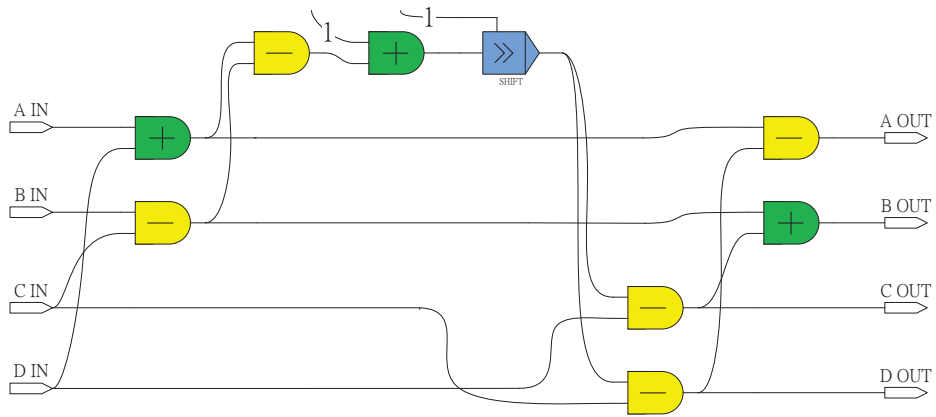 1 1
SHIFT
A IN
A OUT
B IN
B OUT
C IN
C OUT
D IN
D OUT